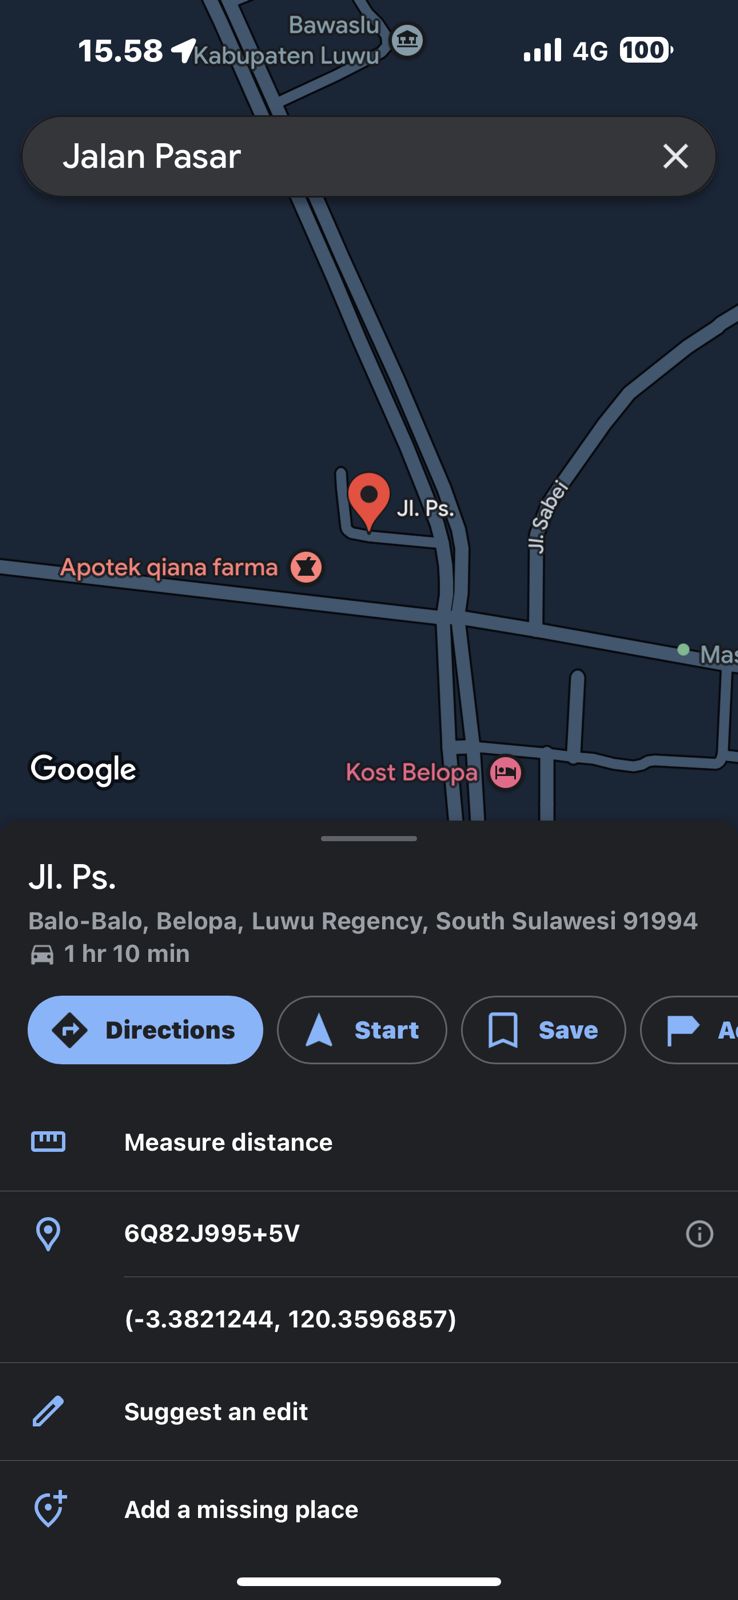 Bawaslu
15.58
Kabupaten Luwu
4G
100
Jalan Pasar
Jl. Ps.
Jl. Sabei
Apotek qiana farma
Mas
Google
Kost Belopa
Jl. Ps.
Balo-Balo, Belopa, Luwu Regency, South Sulawesi 91994
1 hr 10 min
Directions
Start
Save
Measure distance
6Q82J995+5V
(-3.3821244, 120.3596857)
Suggest an edit
Add a missing place